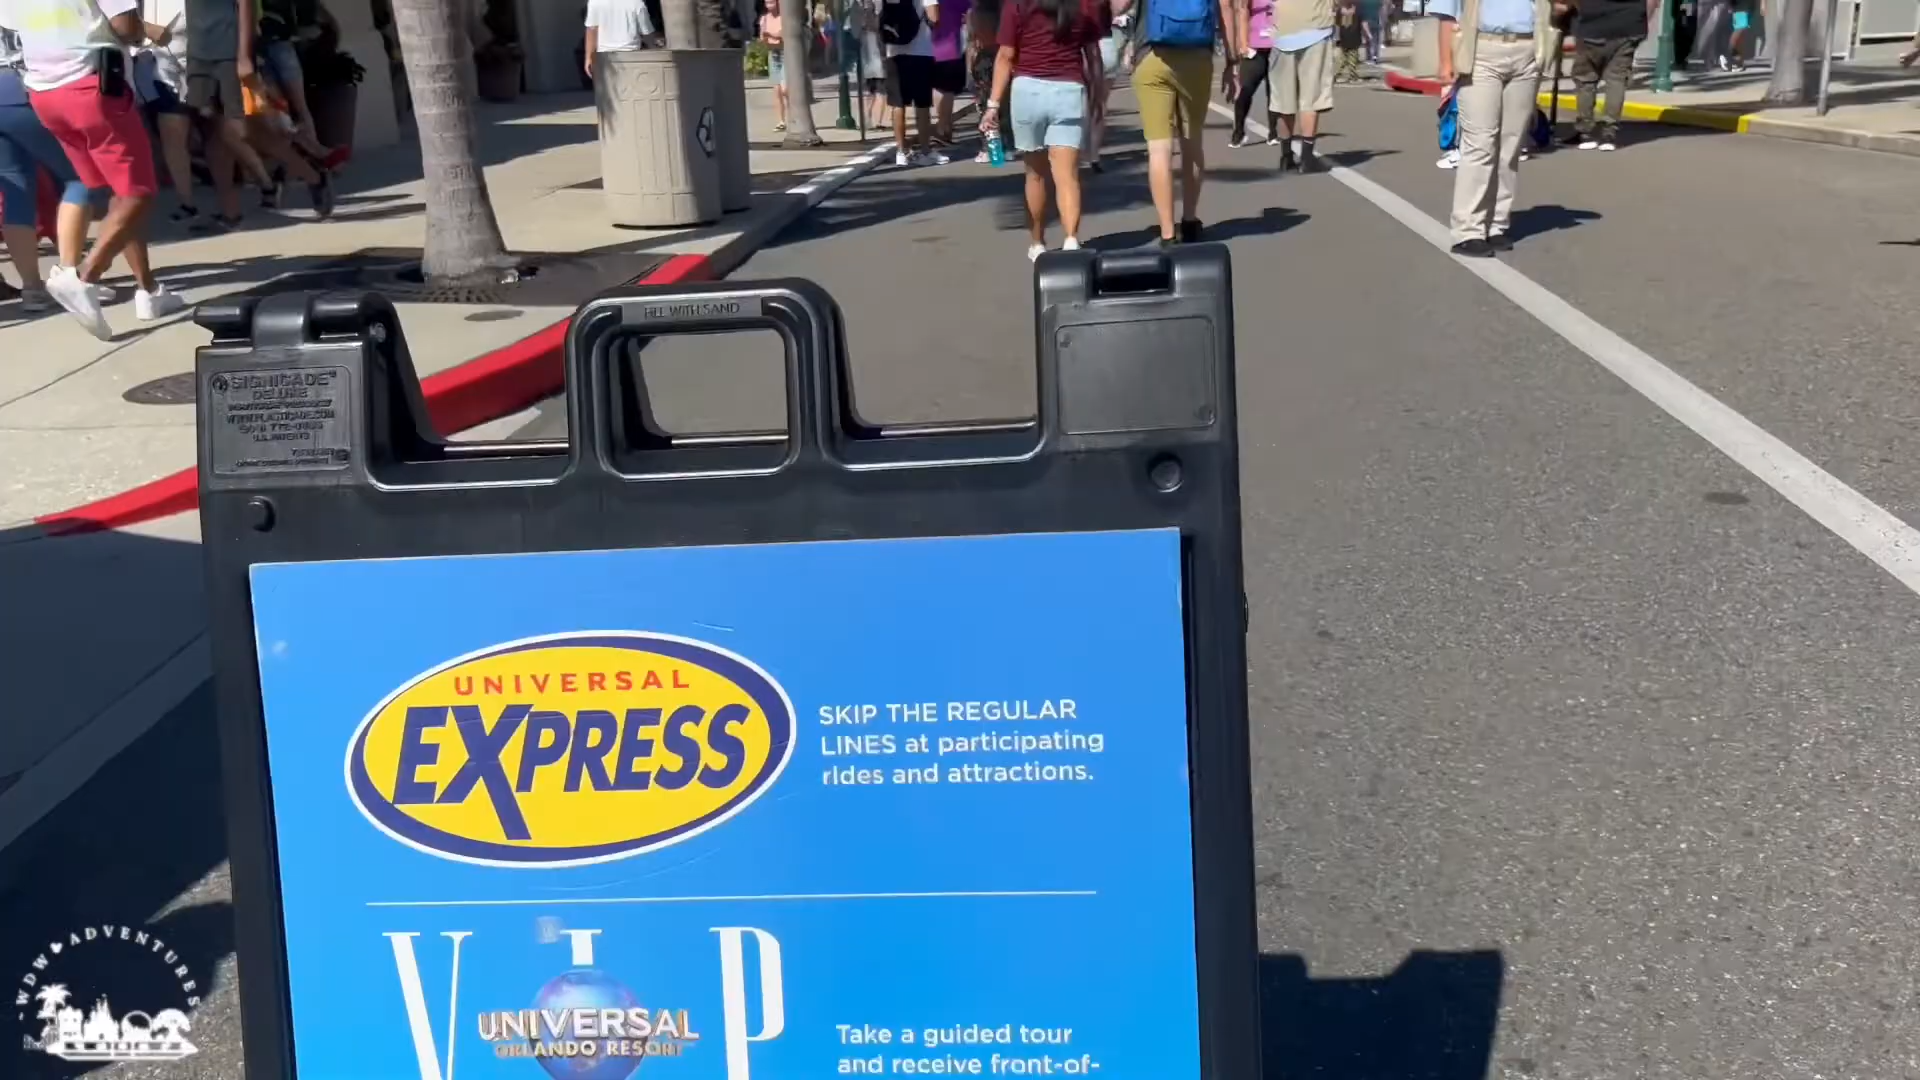 FILL WITH SAND
SIGNICADE
DELUXE
UNIVERSAL
EXPRESS
SKIP THE REGULAR
LINES at participating
rides and attractions.
VIP
UNIVERSAL
ORLANDO RESORT
Take a guided tour
and receive front-of-
WDW ADVENTURES